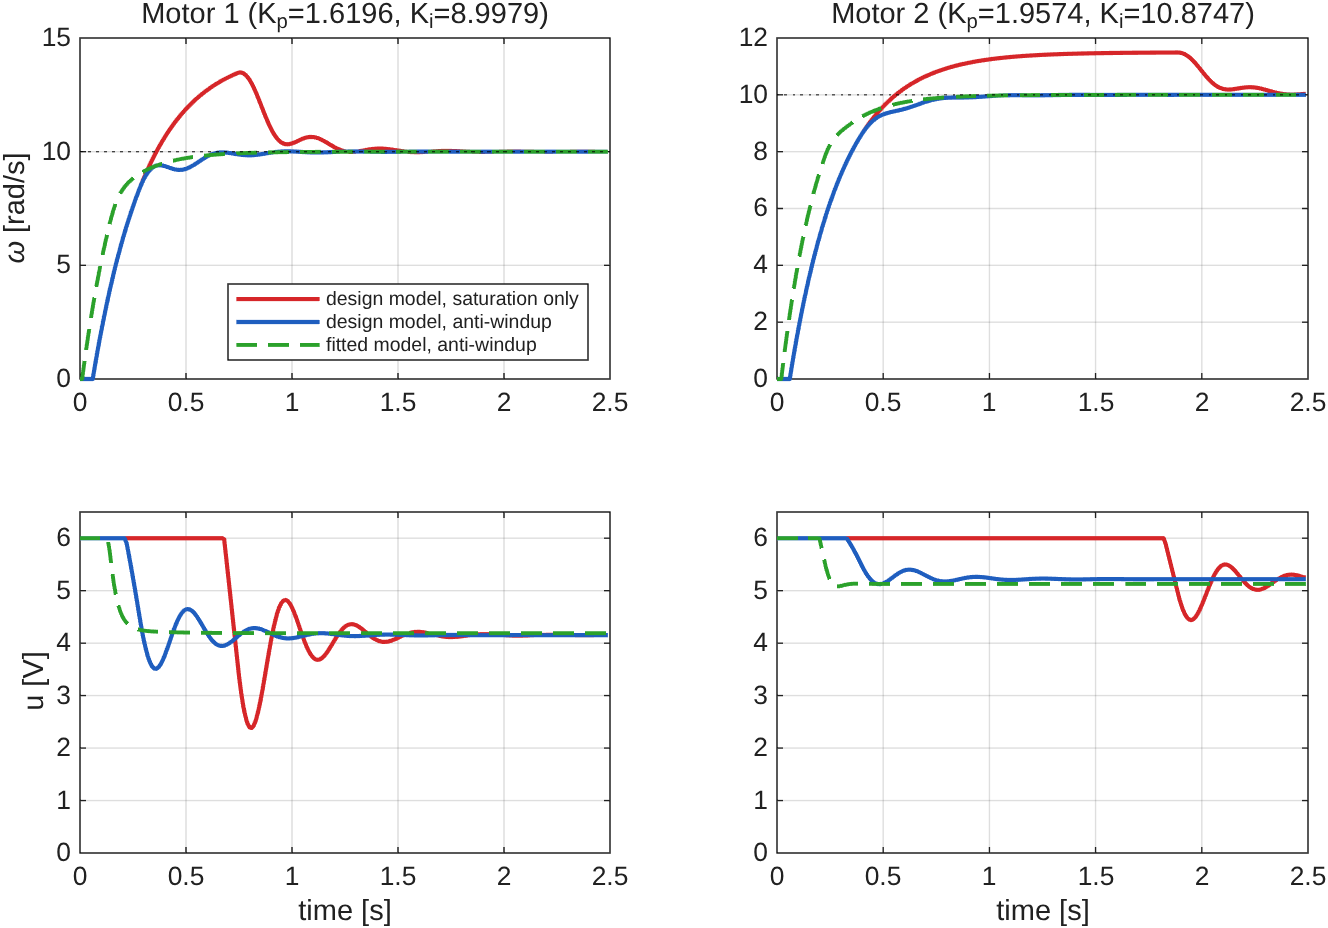 Motor 1 (Kp=1.6196, Ki=8.9979)
15
10
5
0
0 0.5 1 1.5 2 2.5
ω [rad/s]
design model, saturation only
design model, anti-windup
fitted model, anti-windup
Motor 2 (Kp=1.9574, Ki=10.8747)
12
10
8
6
4
2
0
0 0.5 1 1.5 2 2.5
6
5
4
3
2
1
0
0 0.5 1 1.5 2 2.5
u [V]
time [s]
6
5
4
3
2
1
0
0 0.5 1 1.5 2 2.5
time [s]